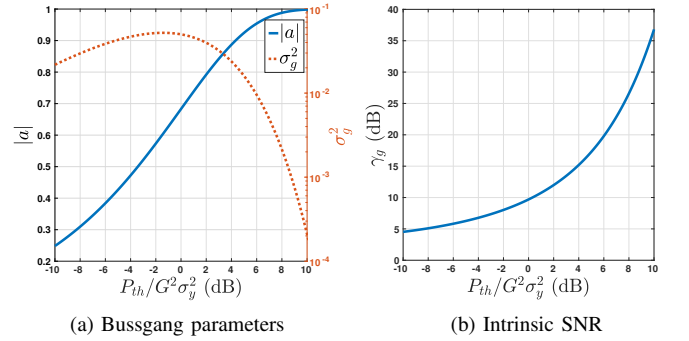 1
0.9
0.8
0.7
0.6
0.5
0.4
0.3
0.2
|a|
-10 -8 -6 -4 -2 0 2 4 6 8 10
P_{th}/G^2σ_y^2 (dB)
10^{-1}
10^{-2}
10^{-3}
10^{-4}
σ_g^2
|a|
σ_g^2
(a) Bussgang parameters
40
35
30
25
20
15
10
5
0
γ_g (dB)
-10 -8 -6 -4 -2 0 2 4 6 8 10
P_{th}/G^2σ_y^2 (dB)
(b) Intrinsic SNR